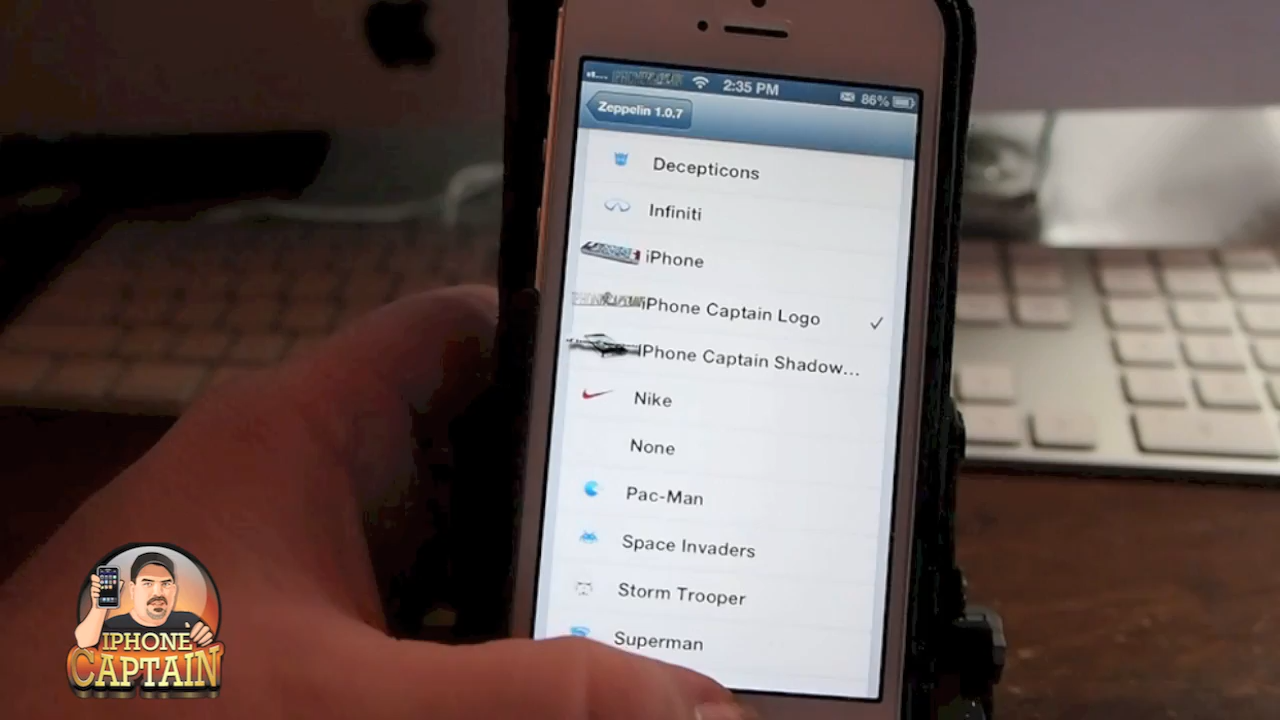 2:35 PM
86%
Zeppelin 1.0.7
Decepticons
Infiniti
iPhone
iPhone Captain Logo
iPhone Captain Shadow...
Nike
None
Pac-Man
Space Invaders
Storm Trooper
Superman
IPHONE
CAPTAIN